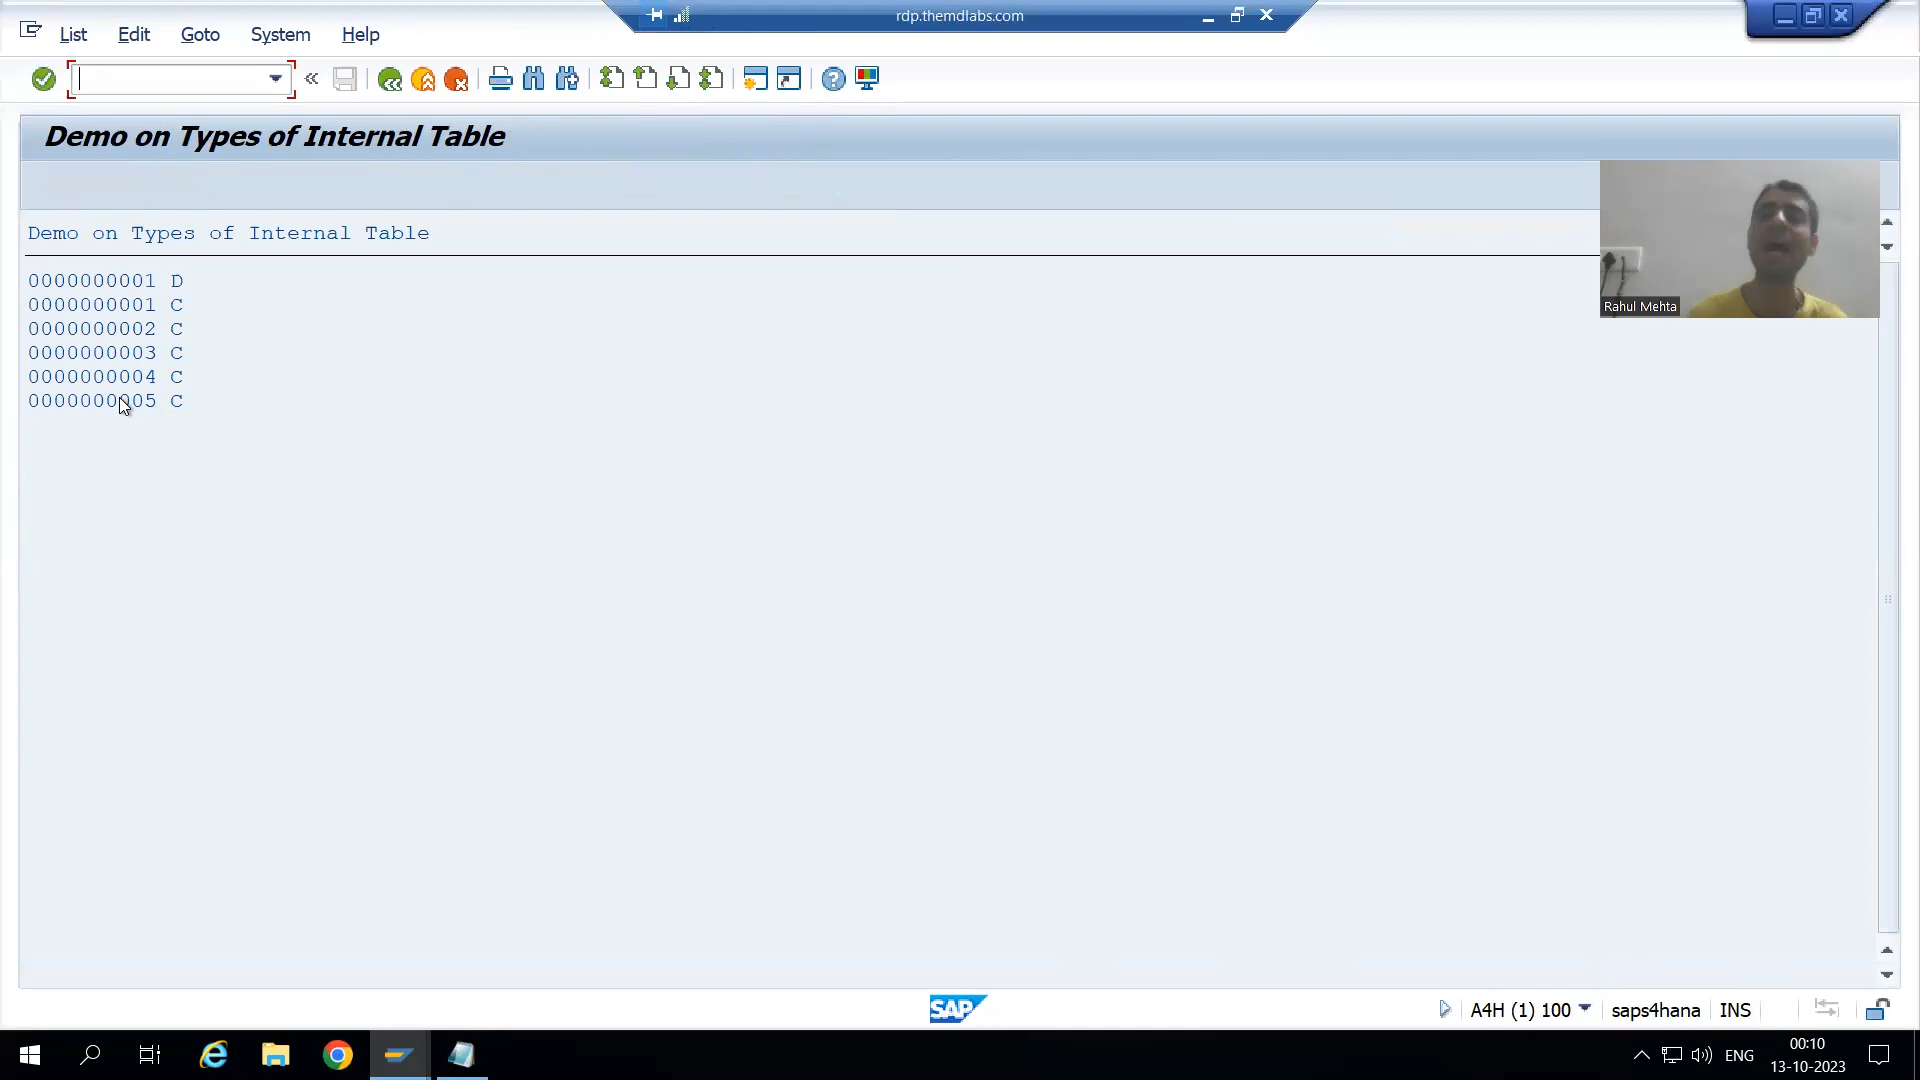 rdp.themdlabs.com
List Edit Goto System Help
Demo on Types of Internal Table
Rahul Mehta
Demo on Types of Internal Table
0000000001 D
0000000001 C
0000000002 C
0000000003 C
0000000004 C
0000000005 C
SAP
A4H (1) 100 saps4hana INS
ENG
00:10
13-10-2023